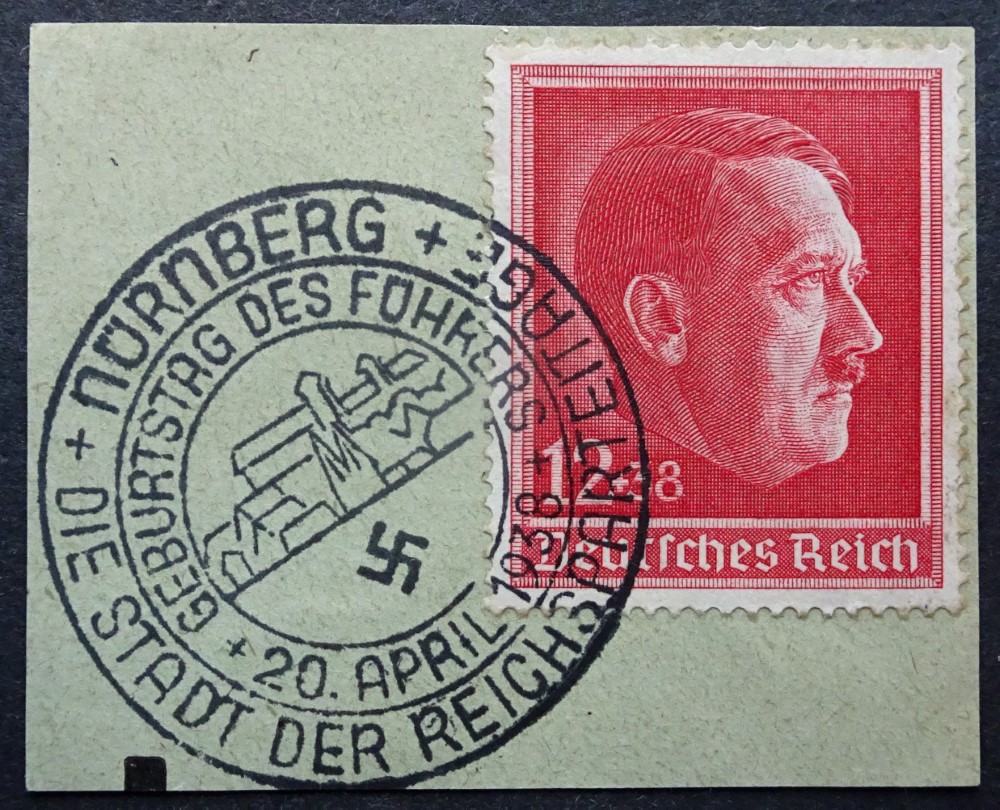 + NÜRNBERG +
DIE STADT DER REICHSPARTEITAGE
GEBURTSTAG DES FÜHRERS
+ 20. APRIL 1938 +
12+38
Deutsches Reich